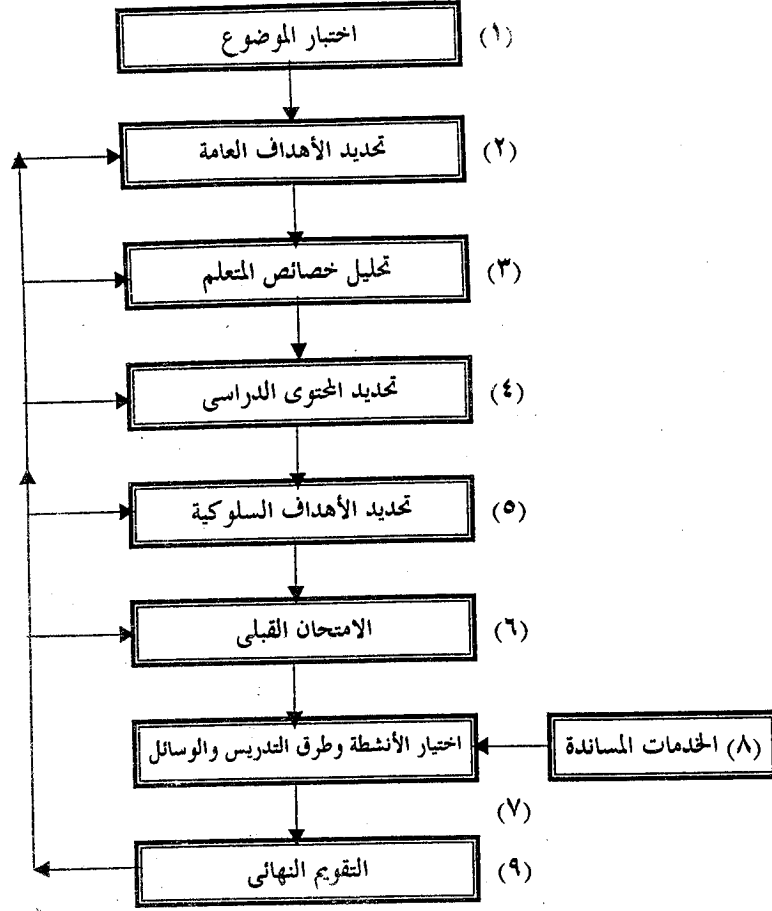 (١) اختبار الموضوع
(٢) تحديد الأهداف العامة
(٣) تحليل خصائص المتعلم
(٤) تحديد المحتوى الدراسى
(٥) تحديد الأهداف السلوكية
(٦) الامتحان القبلى
اختيار الأنشطة وطرق التدريس والوسائل
(٨) الخدمات المساندة
(٧)
(٩) التقويم النهائى